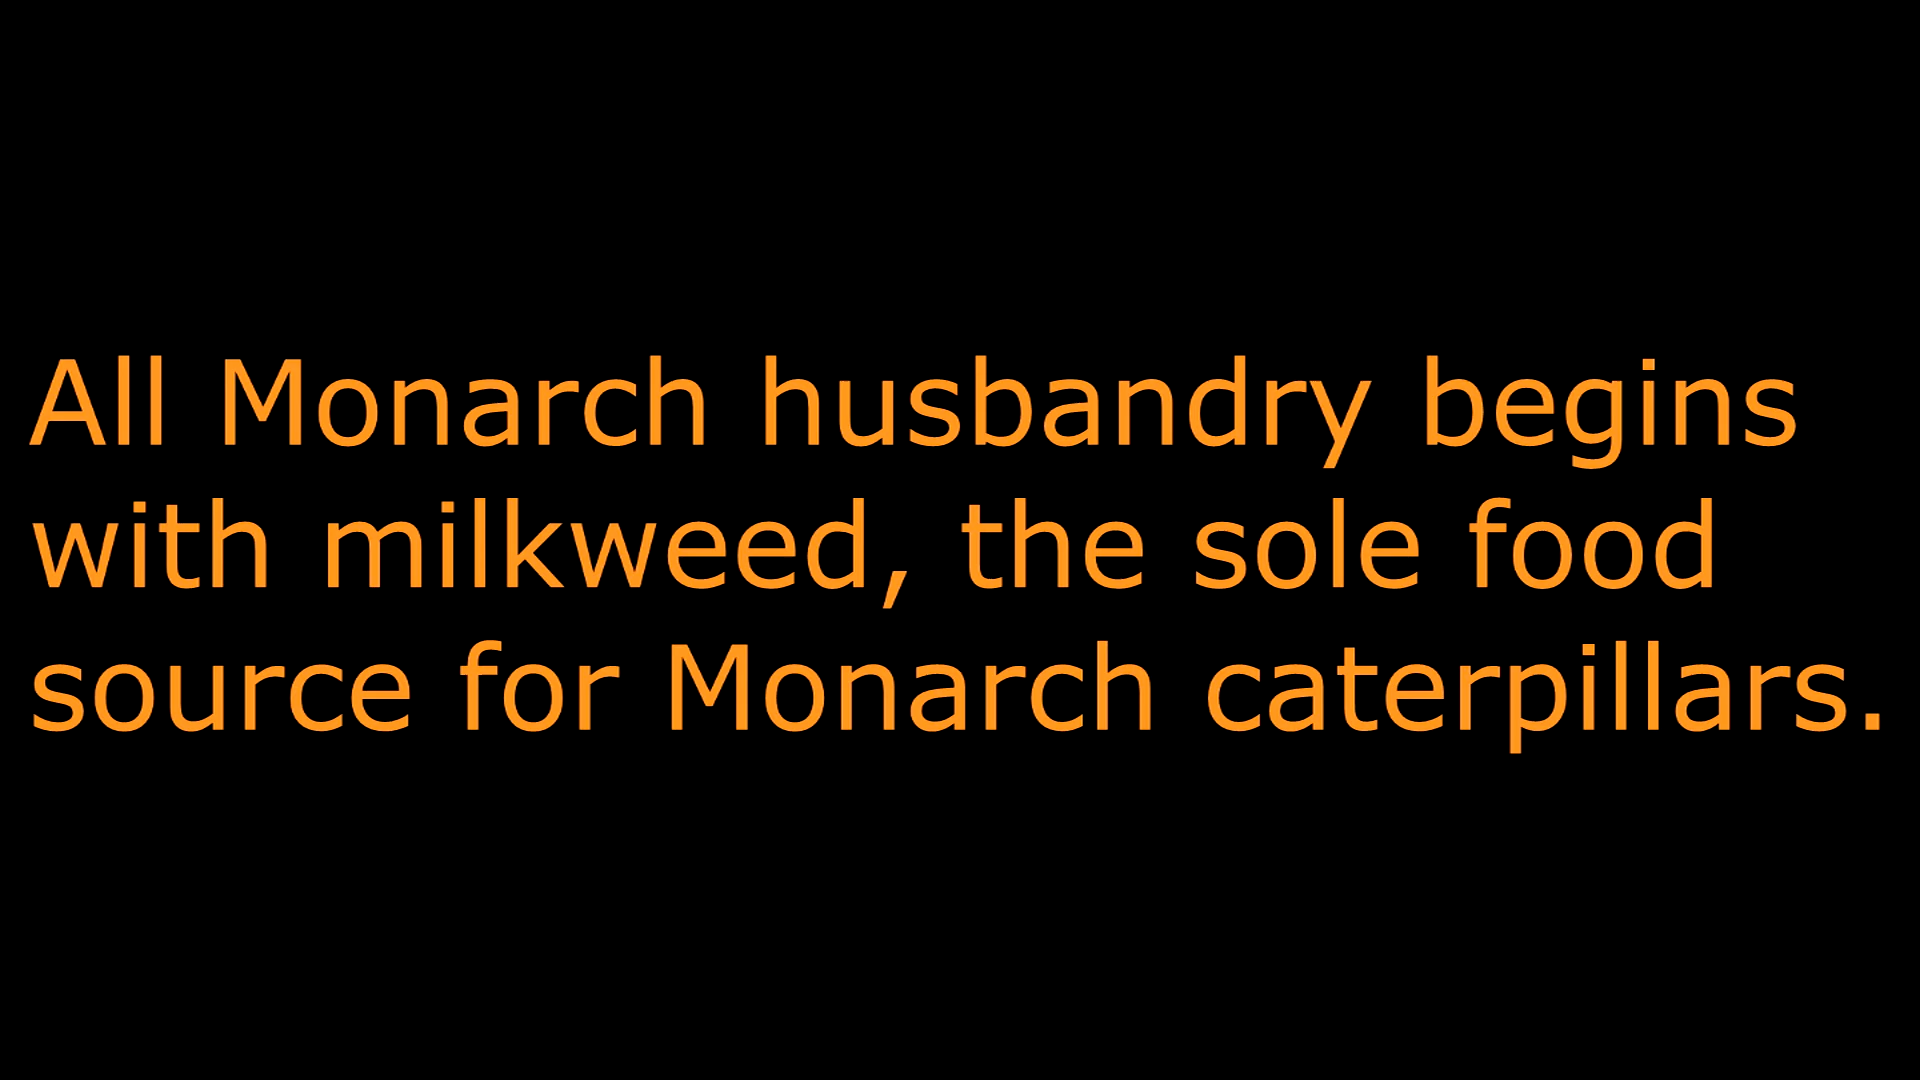 All Monarch husbandry begins
with milkweed, the sole food
source for Monarch caterpillars.